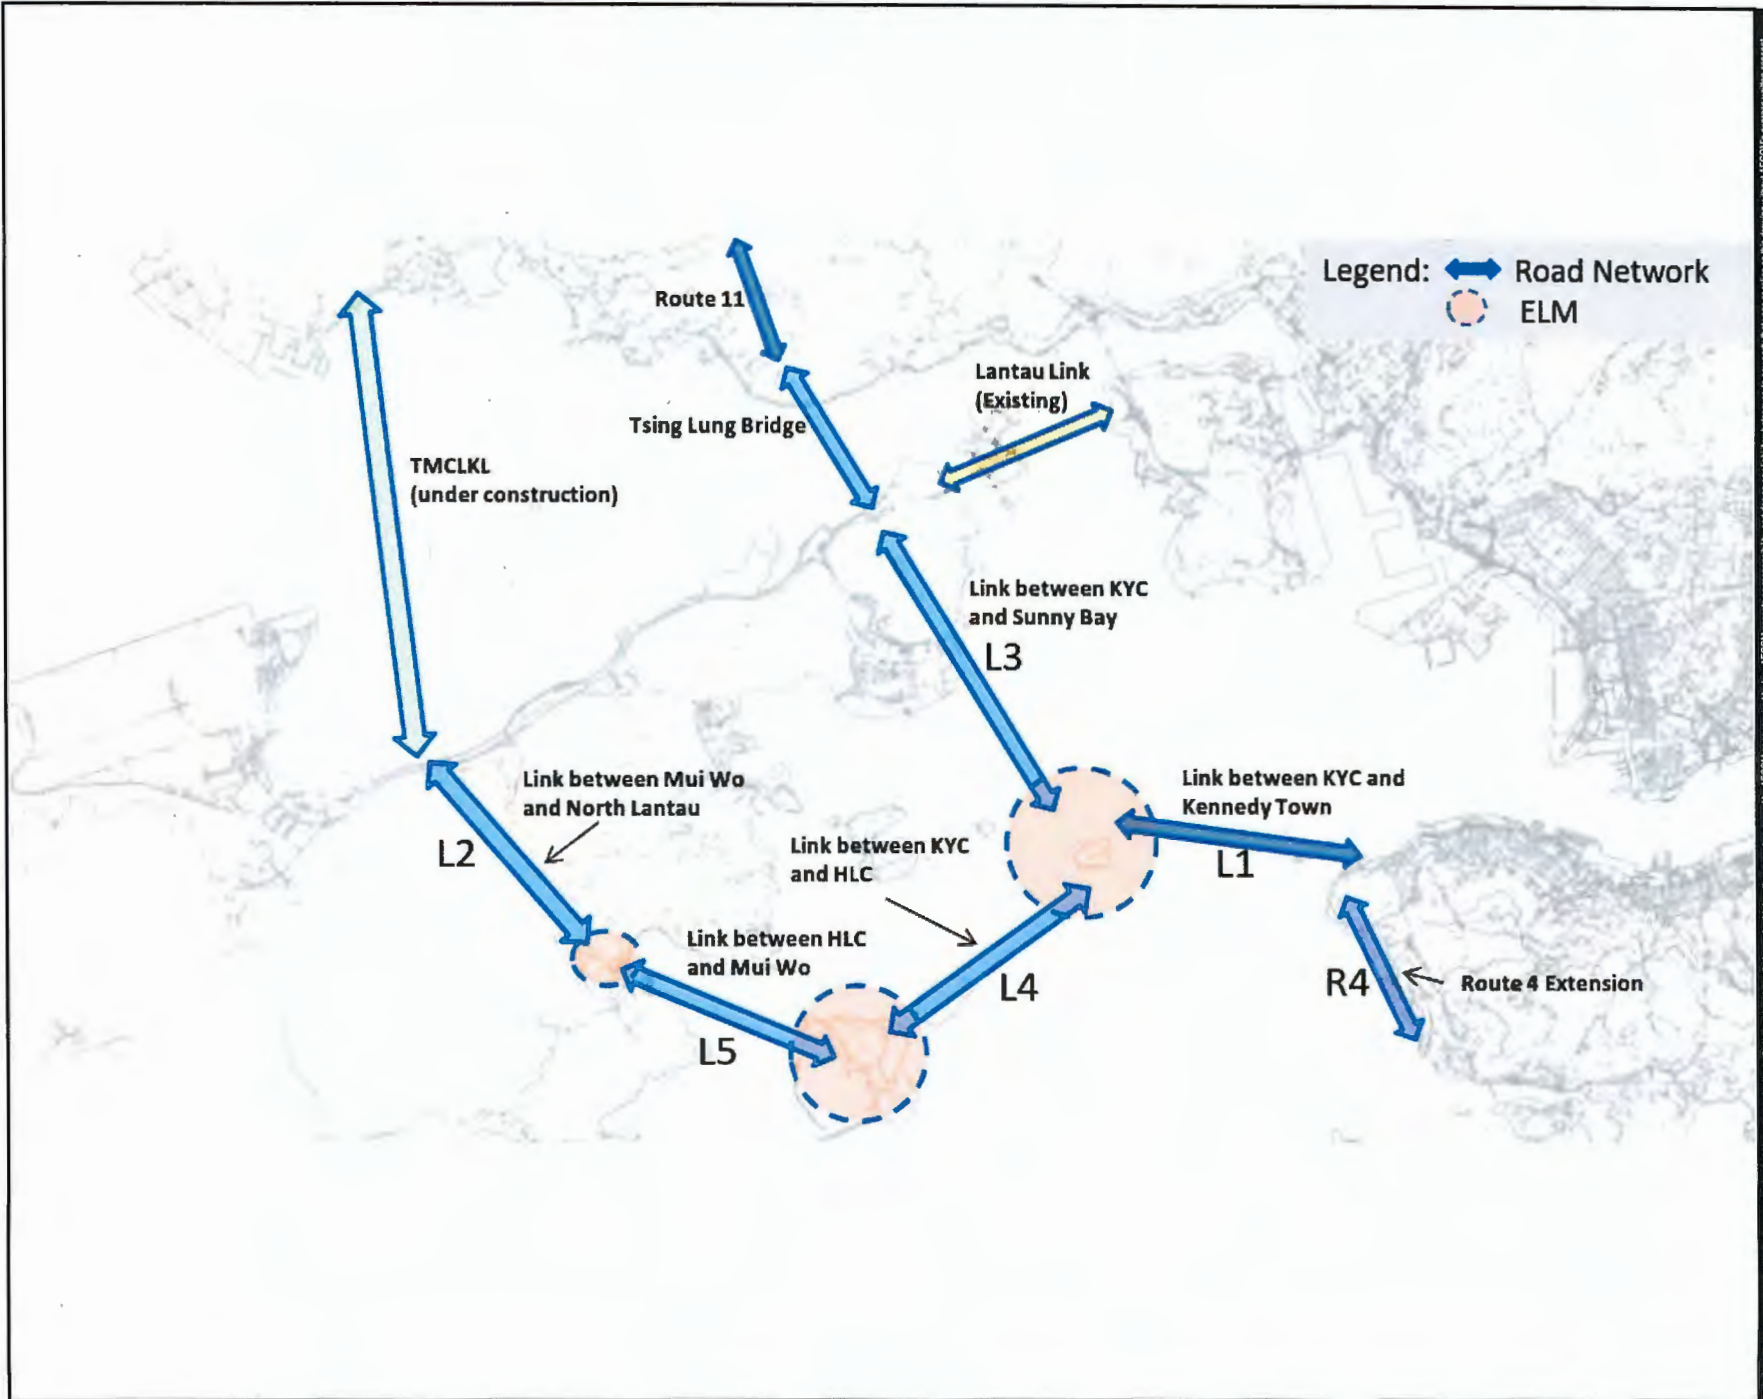 Legend: Road Network
ELM
Route 11
Lantau Link
(Existing)
Tsing Lung Bridge
TMCLKL
(under construction)
Link between KYC
and Sunny Bay
L3
Link between Mui Wo
and North Lantau
L2
Link between KYC and
Kennedy Town
L1
Link between KYC
and HLC
L4
Link between HLC
and Mui Wo
L5
R4
Route 4 Extension